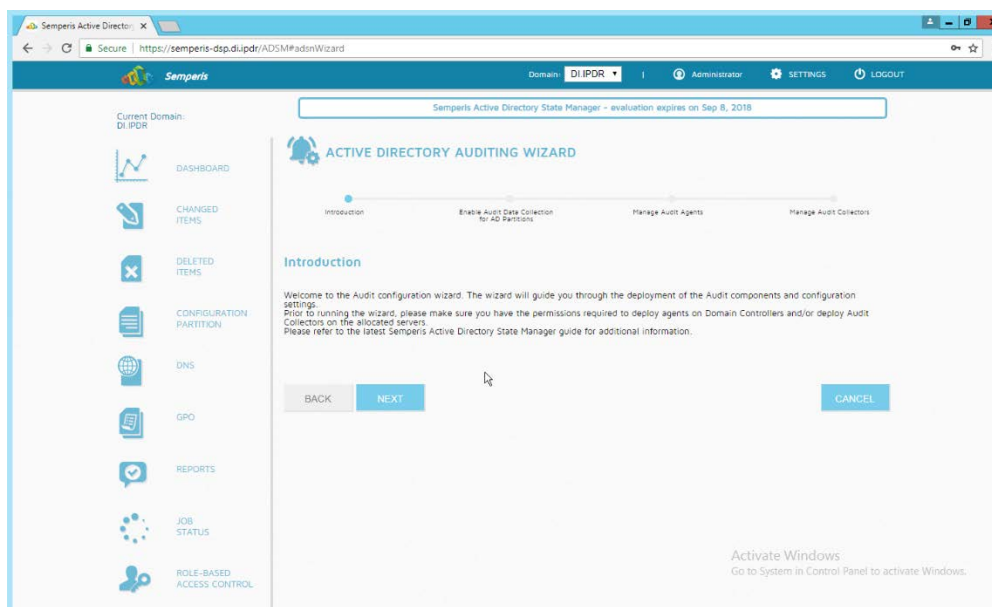 Semperis Active Director
Secure | https://semperis-dsp.di.ipdr/ADSM#adsnWizard
Semperis
Domain: DI.IPDR
|
Administrator
SETTINGS
LOGOUT
Current Domain:
DI.IPDR
Semperis Active Directory State Manager - evaluation expires on Sep 8, 2018
DASHBOARD
CHANGED
ITEMS
DELETED
ITEMS
CONFIGURATION
PARTITION
DNS
GPO
REPORTS
JOB
STATUS
ROLE-BASED
ACCESS CONTROL
ACTIVE DIRECTORY AUDITING WIZARD
Introduction
Enable Audit Data Collection
for AD Partitions
Manage Audit Agents
Manage Audit Collectors
Introduction
Welcome to the Audit configuration wizard. The wizard will guide you through the deployment of the Audit components and configuration
settings.
Prior to running the wizard, please make sure you have the permissions required to deploy agents on Domain Controllers and/or deploy Audit
Collectors on the allocated servers.
Please refer to the latest Semperis Active Directory State Manager guide for additional information.
BACK
NEXT
CANCEL
Activate Windows
Go to System in Control Panel to activate Windows.